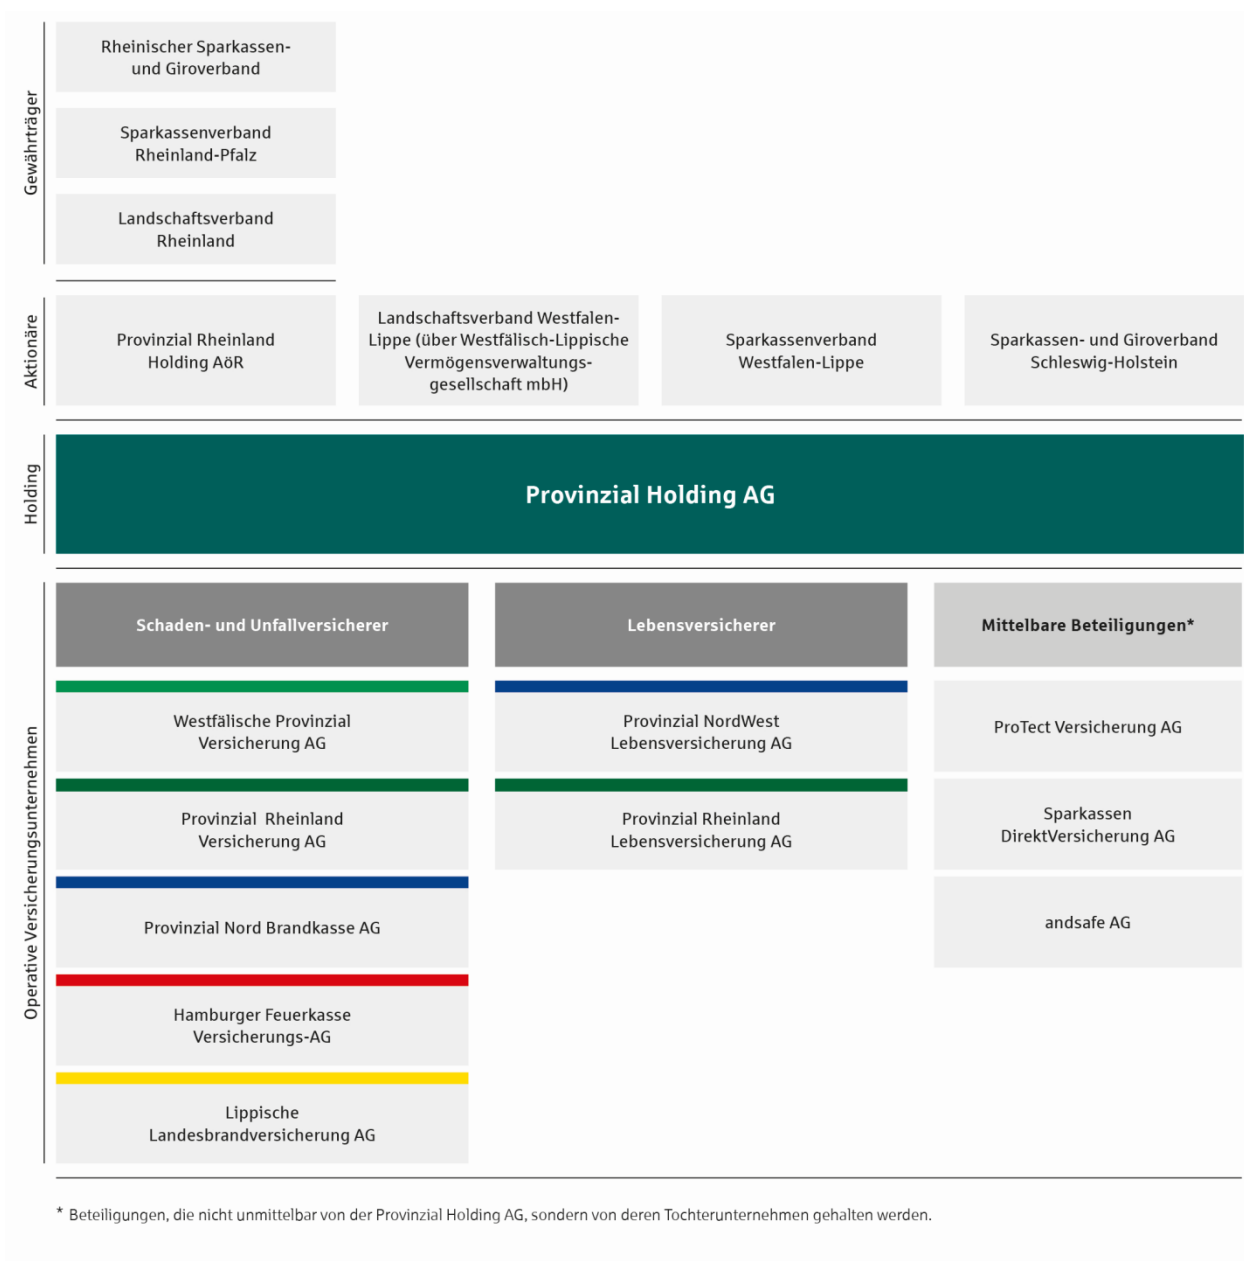 Gewährträger
Rheinischer Sparkassen-
und Giroverband
Sparkassenverband
Rheinland-Pfalz
Landschaftsverband
Rheinland
Aktionäre
Provinzial Rheinland
Holding AöR
Landschaftsverband Westfalen-
Lippe (über Westfälisch-Lippische
Vermögensverwaltungs-
gesellschaft mbH)
Sparkassenverband
Westfalen-Lippe
Sparkassen- und Giroverband
Schleswig-Holstein
Holding
Provinzial Holding AG
Operative Versicherungsunternehmen
Schaden- und Unfallversicherer
Westfälische Provinzial
Versicherung AG
Provinzial Rheinland
Versicherung AG
Provinzial Nord Brandkasse AG
Hamburger Feuerkasse
Versicherungs-AG
Lippische
Landesbrandversicherung AG
Lebensversicherer
Provinzial NordWest
Lebensversicherung AG
Provinzial Rheinland
Lebensversicherung AG
Mittelbare Beteiligungen*
ProTect Versicherung AG
Sparkassen
DirektVersicherung AG
andsafe AG
* Beteiligungen, die nicht unmittelbar von der Provinzial Holding AG, sondern von deren Tochterunternehmen gehalten werden.